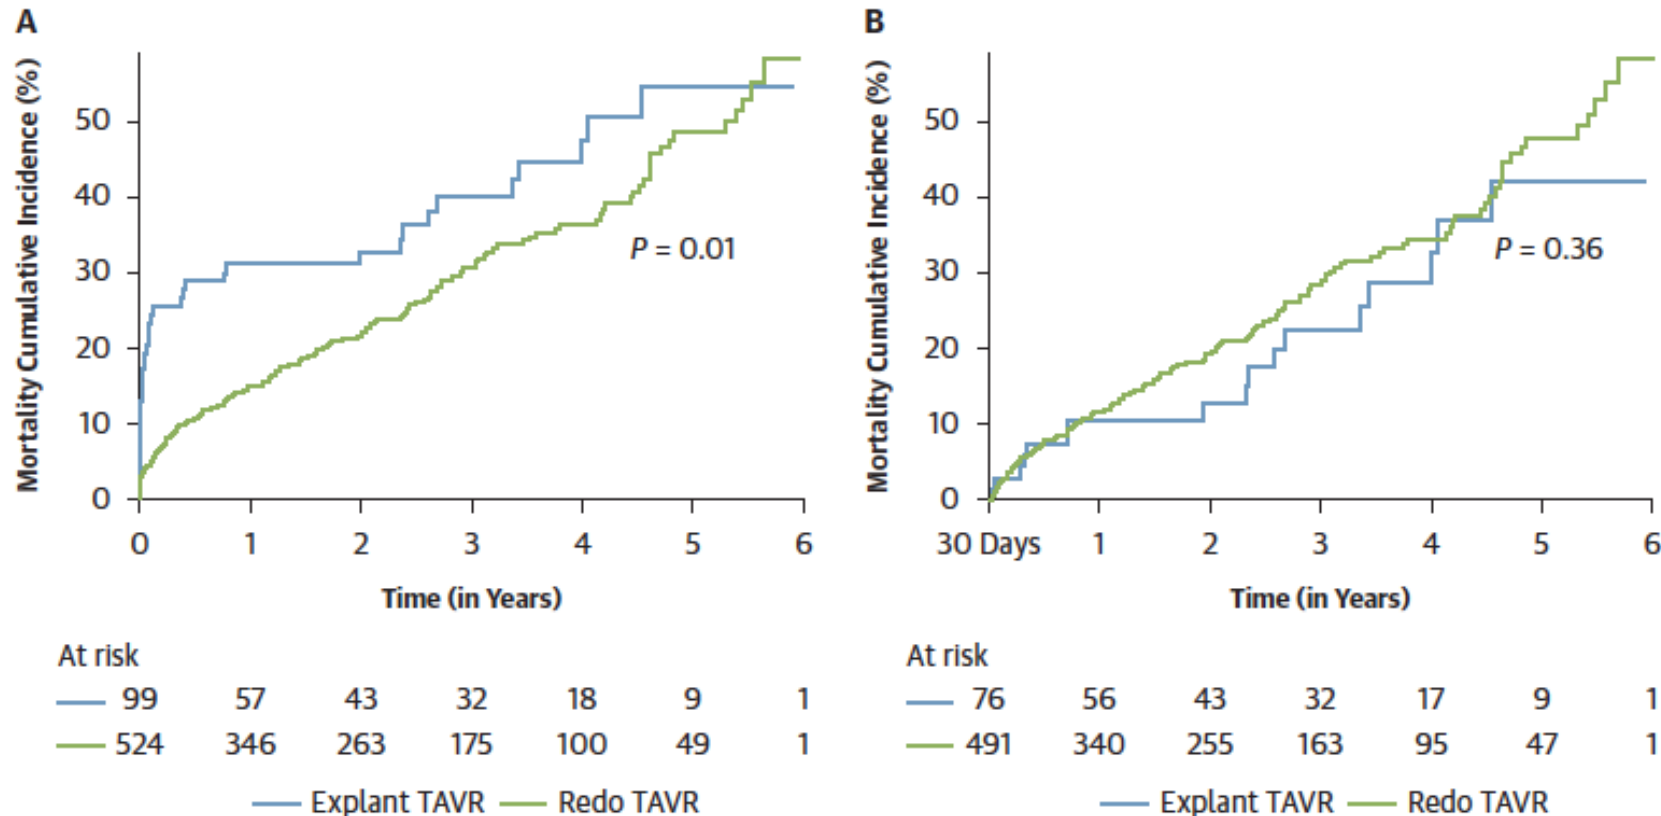 A
Mortality Cumulative Incidence (%)
50
40
30
20
10
0
P = 0.01
0 1 2 3 4 5 6
Time (in Years)
At risk
99 57 43 32 18 9 1
524 346 263 175 100 49 1
Explant TAVR Redo TAVR
B
Mortality Cumulative Incidence (%)
50
40
30
20
10
0
P = 0.36
30 Days 1 2 3 4 5 6
Time (in Years)
At risk
76 56 43 32 17 9 1
491 340 255 163 95 47 1
Explant TAVR Redo TAVR